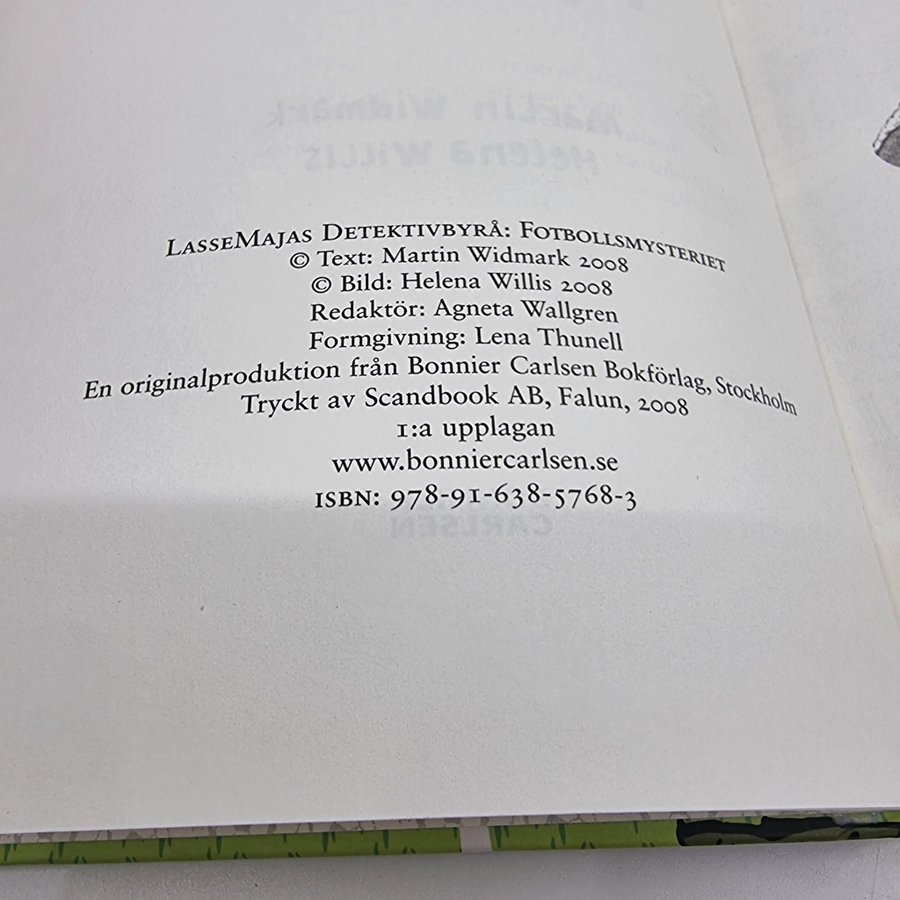 LasseMajas Detektivbyrå: Fotbollsmysteriet
© Text: Martin Widmark 2008
© Bild: Helena Willis 2008
Redaktör: Agneta Wallgren
Formgivning: Lena Thunell
En originalproduktion från Bonnier Carlsen Bokförlag, Stockholm
Tryckt av Scandbook AB, Falun, 2008
1:a upplagan
www.bonniercarlsen.se
ISBN: 978-91-638-5768-3